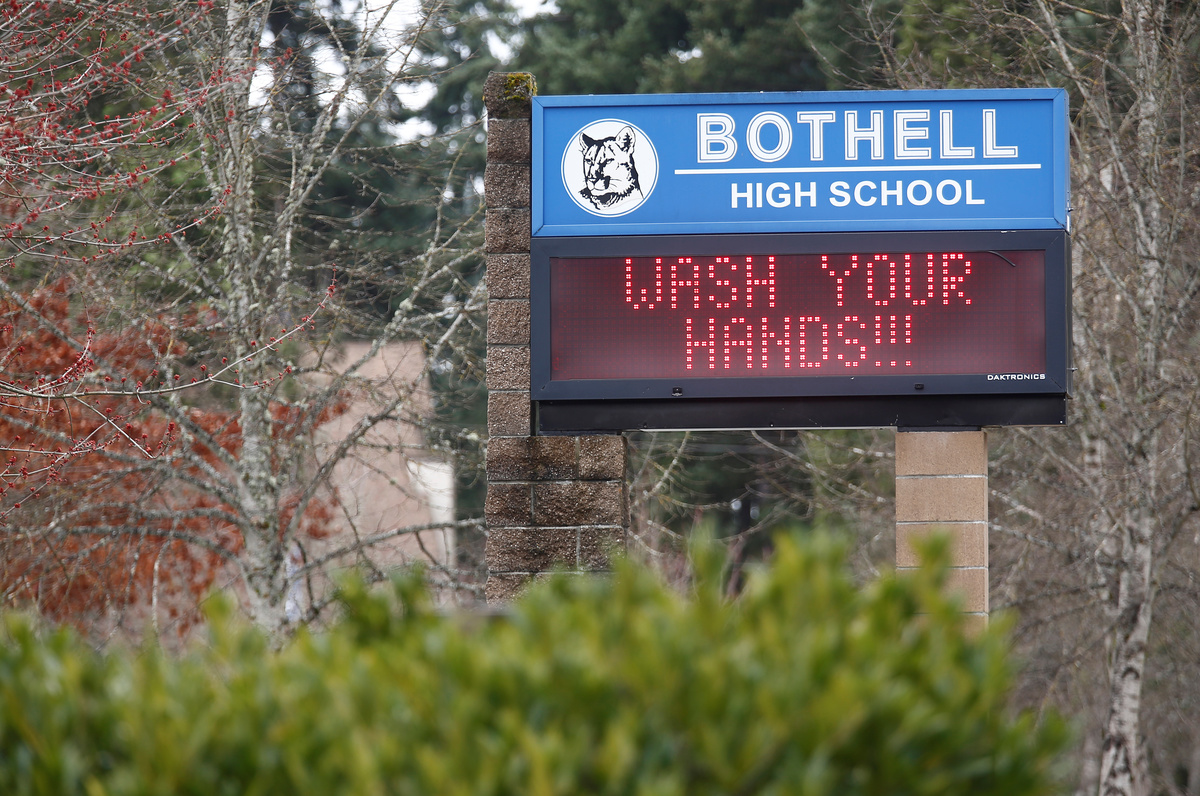 BOTHELL
HIGH SCHOOL
WASH YOUR
HANDS!!!
DAKTRONICS